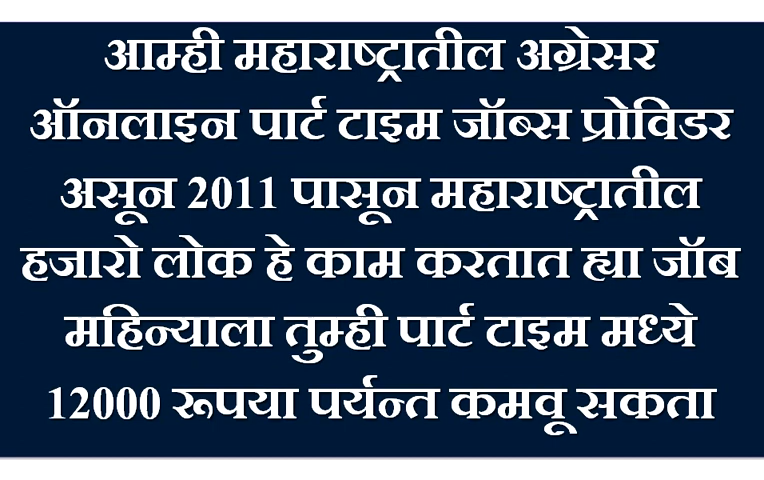 आम्ही महाराष्ट्रातील अग्रेसर
ऑनलाइन पार्ट टाइम जॉब्स प्रोविडर
असून 2011 पासून महाराष्ट्रातील
हजारो लोक हे काम करतात ह्या जॉब
महिन्याला तुम्ही पार्ट टाइम मध्ये
12000 रूपया पर्यन्त कमवू सकता